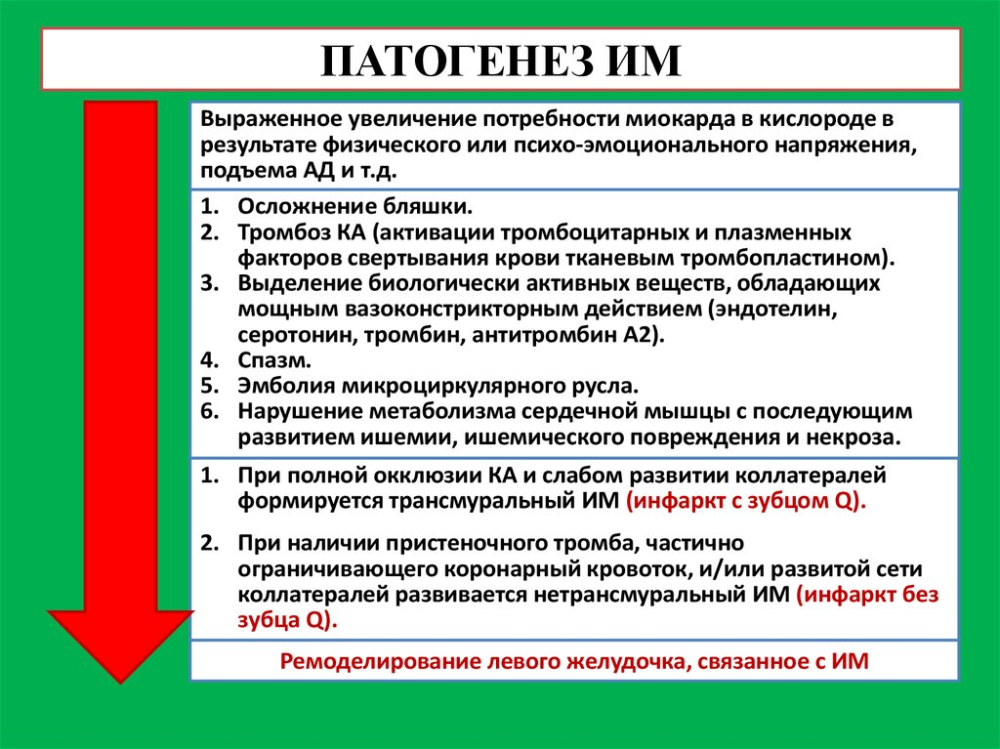 ПАТОГЕНЕЗ ИМ
Выраженное увеличение потребности миокарда в кислороде в
результате физического или психо-эмоционального напряжения,
подъема АД и т.д.
1. Осложнение бляшки.
2. Тромбоз КА (активации тромбоцитарных и плазменных
факторов свертывания крови тканевым тромбопластином).
3. Выделение биологически активных веществ, обладающих
мощным вазоконстрикторным действием (эндотелин,
серотонин, тромбин, антитромбин А2).
4. Спазм.
5. Эмболия микроциркулярного русла.
6. Нарушение метаболизма сердечной мышцы с последующим
развитием ишемии, ишемического повреждения и некроза.
1. При полной окклюзии КА и слабом развитии коллатералей
формируется трансмуральный ИМ (инфаркт с зубцом Q).
2. При наличии пристеночного тромба, частично
ограничивающего коронарный кровоток, и/или развитой сети
коллатералей развивается нетрансмуральный ИМ (инфаркт без
зубца Q).
Ремоделирование левого желудочка, связанное с ИМ